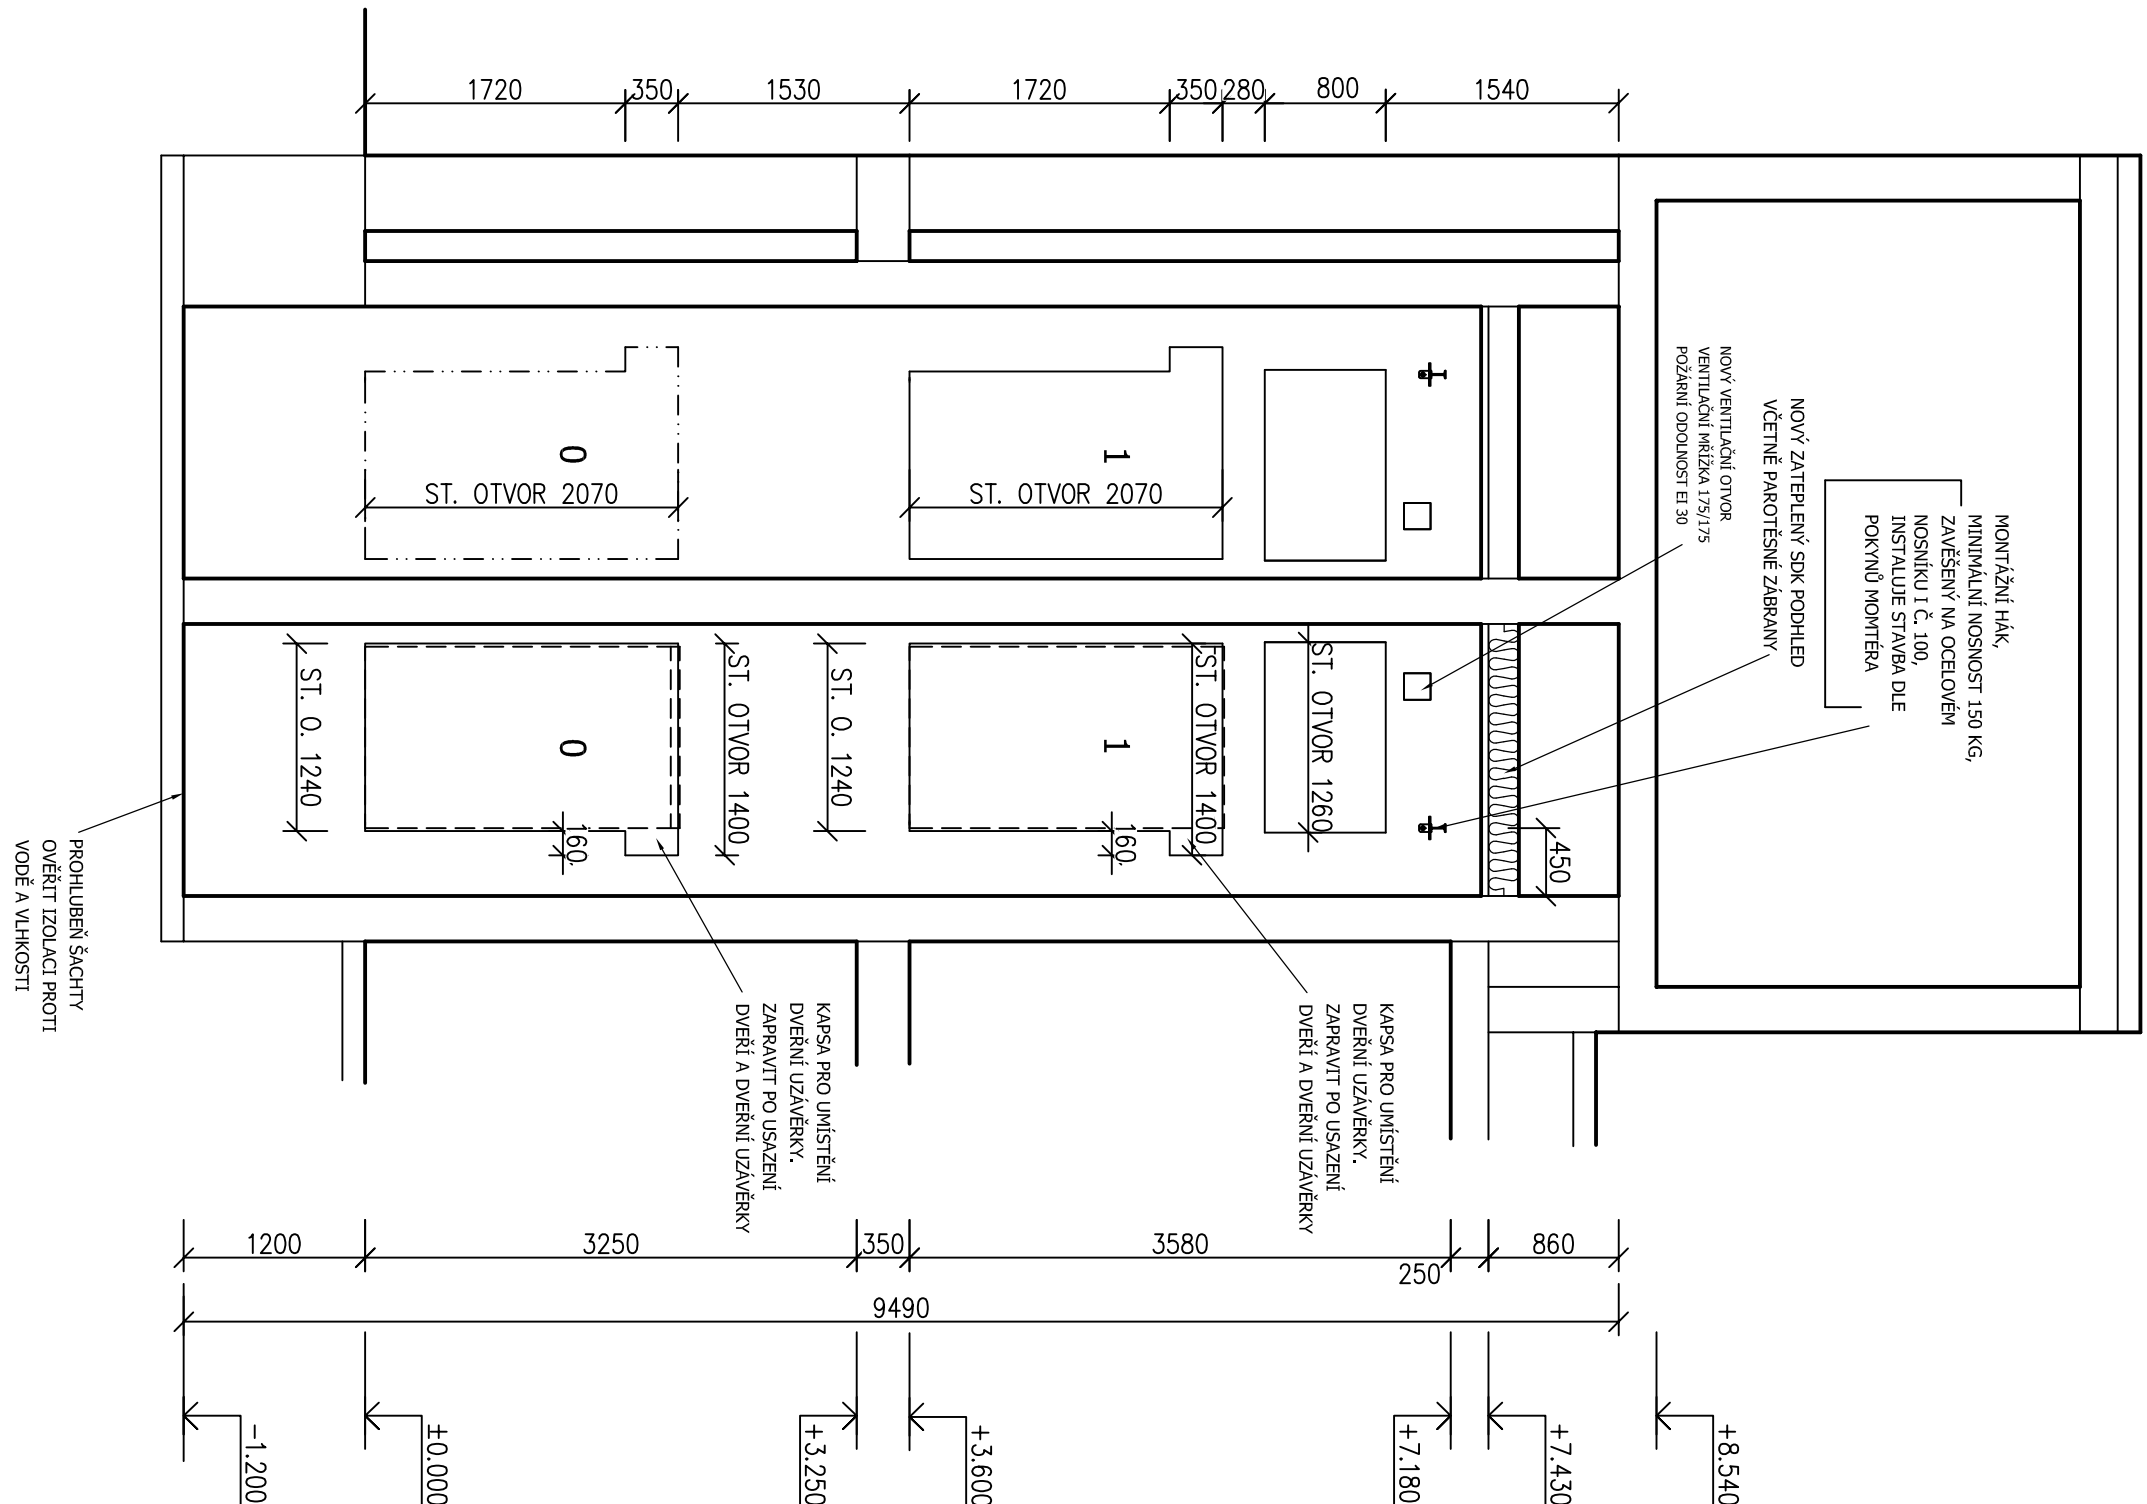 1720
350
1530
1720
350
280
800
1540
MONTÁŽNÍ HÁK,
MINIMÁLNÍ NOSNOST 150 KG,
ZAVĚŠENÝ NA OCELOVÉM
NOSNÍKU I Č. 100,
INSTALUJE STAVBA DLE
POKYNŮ MOMTÉRA
NOVÝ ZATEPLENÝ SDK PODHLED
VČETNĚ PAROTĚSNÉ ZÁBRANY
NOVÝ VENTILAČNÍ OTVOR
VENTILAČNÍ MŘÍŽKA 175/175
POŽÁRNÍ ODOLNOST EI 30
0
ST. OTVOR 2070
1
ST. OTVOR 2070
ST. O. 1240
0
160
ST. OTVOR 1400
ST. O. 1240
1
160
ST. OTVOR 1400
ST. OTVOR 1260
450
PROHLUBEŇ ŠACHTY
OVĚŘIT IZOLACI PROTI
VODĚ A VLHKOSTI
KAPSA PRO UMÍSTĚNÍ
DVEŘNÍ UZÁVĚRKY.
ZAPRAVIT PO USAZENÍ
DVEŘÍ A DVEŘNÍ UZÁVĚRKY
KAPSA PRO UMÍSTĚNÍ
DVEŘNÍ UZÁVĚRKY.
ZAPRAVIT PO USAZENÍ
DVEŘÍ A DVEŘNÍ UZÁVĚRKY
1200
3250
350
3580
250
860
9490
-1.200
±0.000
+3.250
+3.600
+7.180
+7.430
+8.540